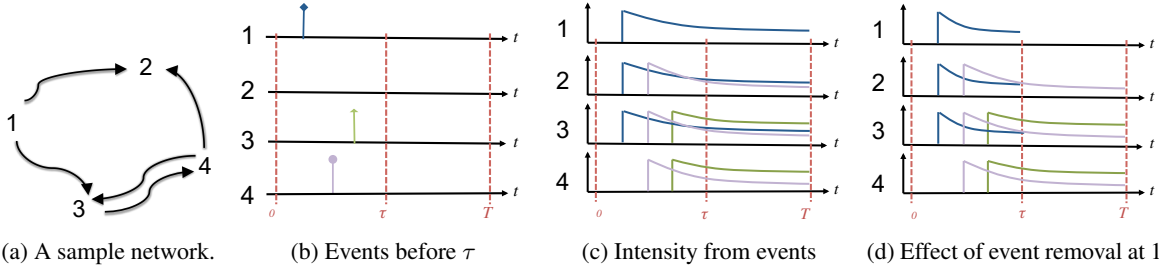 1
2
3
4
1
2
3
4
t
t
t
t
0
τ
T
1
2
3
4
t
t
t
t
0
τ
T
1
2
3
4
t
t
t
t
0
τ
T
(a) A sample network.
(b) Events before τ
(c) Intensity from events
(d) Effect of event removal at 1